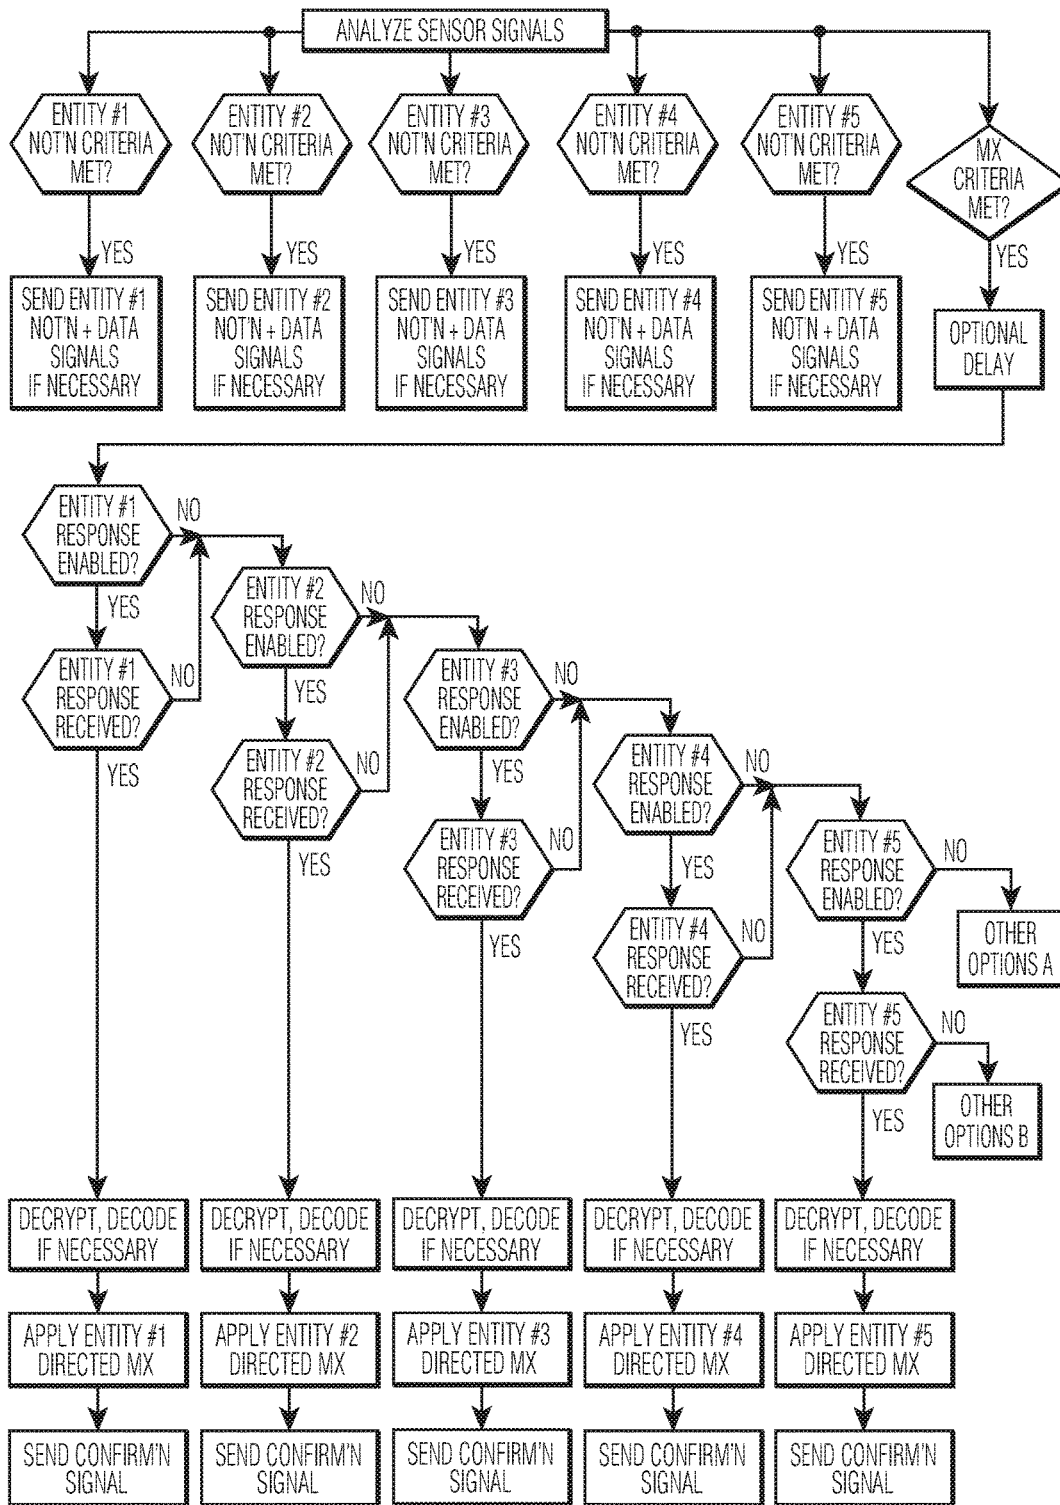 ANALYZE SENSOR SIGNALS
ENTITY #1
NOT'N CRITERIA
MET?
ENTITY #2
NOT'N CRITERIA
MET?
ENTITY #3
NOT'N CRITERIA
MET?
ENTITY #4
NOT'N CRITERIA
MET?
ENTITY #5
NOT'N CRITERIA
MET?
MX
CRITERIA
MET?
YES
YES
YES
YES
YES
YES
SEND ENTITY #1
NOT'N + DATA
SIGNALS
IF NECESSARY
SEND ENTITY #2
NOT'N + DATA
SIGNALS
IF NECESSARY
SEND ENTITY #3
NOT'N + DATA
SIGNALS
IF NECESSARY
SEND ENTITY #4
NOT'N + DATA
SIGNALS
IF NECESSARY
SEND ENTITY #5
NOT'N + DATA
SIGNALS
IF NECESSARY
OPTIONAL
DELAY
ENTITY #1
RESPONSE
ENABLED?
NO
YES
ENTITY #1
RESPONSE
RECEIVED?
NO
YES
ENTITY #2
RESPONSE
ENABLED?
NO
YES
ENTITY #2
RESPONSE
RECEIVED?
NO
YES
ENTITY #3
RESPONSE
ENABLED?
NO
YES
ENTITY #3
RESPONSE
RECEIVED?
NO
YES
ENTITY #4
RESPONSE
ENABLED?
NO
YES
ENTITY #4
RESPONSE
RECEIVED?
NO
YES
ENTITY #5
RESPONSE
ENABLED?
NO
YES
OTHER
OPTIONS A
ENTITY #5
RESPONSE
RECEIVED?
NO
YES
OTHER
OPTIONS B
DECRYPT, DECODE
IF NECESSARY
DECRYPT, DECODE
IF NECESSARY
DECRYPT, DECODE
IF NECESSARY
DECRYPT, DECODE
IF NECESSARY
DECRYPT, DECODE
IF NECESSARY
APPLY ENTITY #1
DIRECTED MX
APPLY ENTITY #2
DIRECTED MX
APPLY ENTITY #3
DIRECTED MX
APPLY ENTITY #4
DIRECTED MX
APPLY ENTITY #5
DIRECTED MX
SEND CONFIRM'N
SIGNAL
SEND CONFIRM'N
SIGNAL
SEND CONFIRM'N
SIGNAL
SEND CONFIRM'N
SIGNAL
SEND CONFIRM'N
SIGNAL